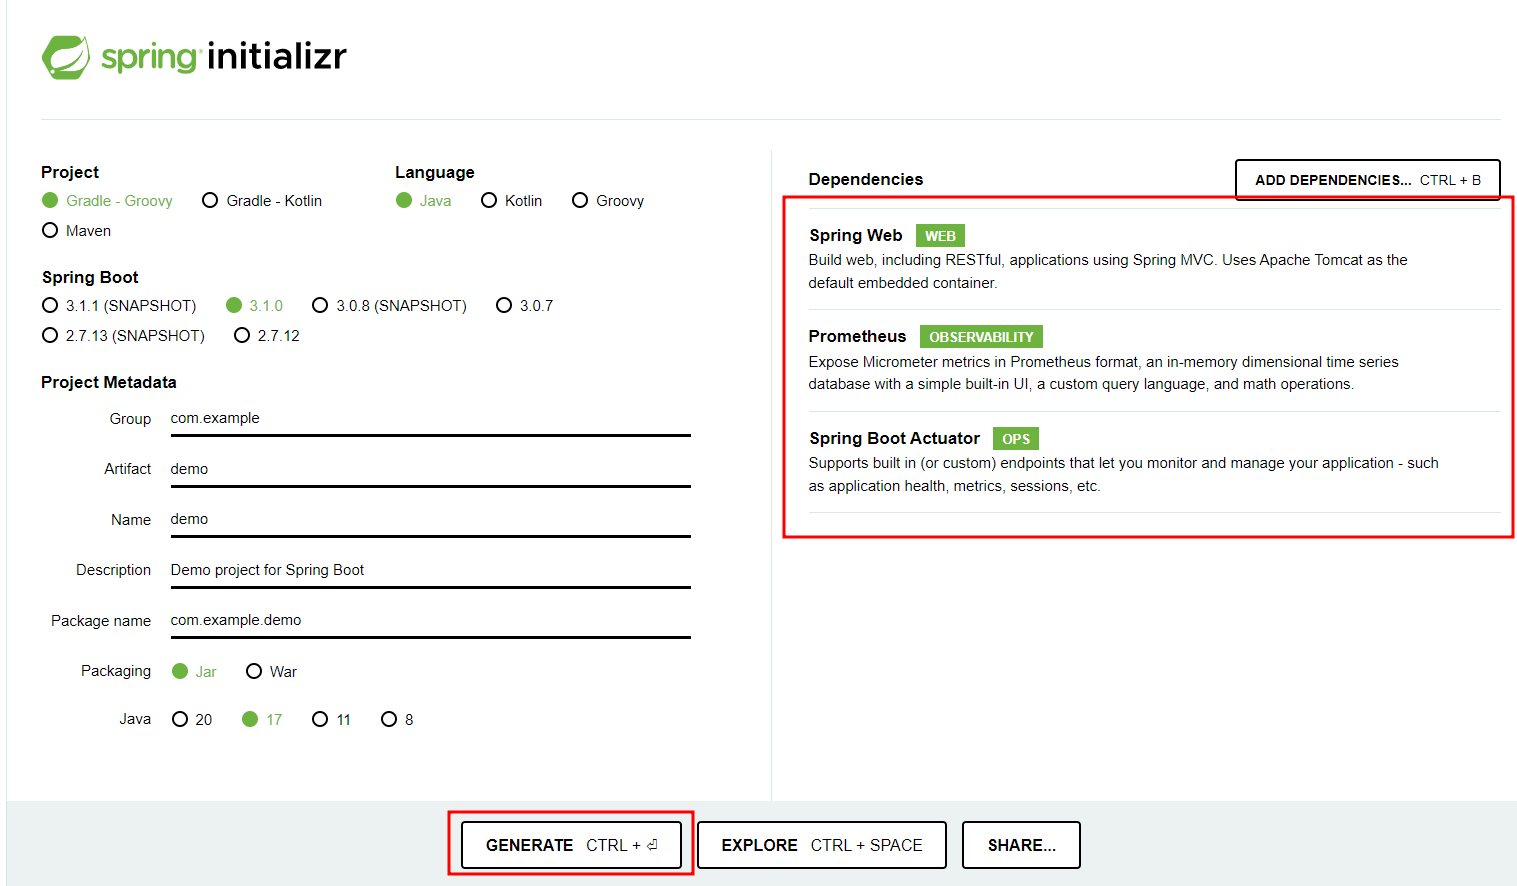 spring initializr
Project
Gradle - Groovy Gradle - Kotlin
Maven
Language
Java Kotlin Groovy
Spring Boot
3.1.1 (SNAPSHOT) 3.1.0 3.0.8 (SNAPSHOT) 3.0.7
2.7.13 (SNAPSHOT) 2.7.12
Project Metadata
Group com.example
Artifact demo
Name demo
Description Demo project for Spring Boot
Package name com.example.demo
Packaging Jar War
Java 20 17 11 8
Dependencies
ADD DEPENDENCIES... CTRL + B
Spring Web WEB
Build web, including RESTful, applications using Spring MVC. Uses Apache Tomcat as the
default embedded container.
Prometheus OBSERVABILITY
Expose Micrometer metrics in Prometheus format, an in-memory dimensional time series
database with a simple built-in UI, a custom query language, and math operations.
Spring Boot Actuator OPS
Supports built in (or custom) endpoints that let you monitor and manage your application - such
as application health, metrics, sessions, etc.
GENERATE CTRL + ⏎
EXPLORE CTRL + SPACE
SHARE...